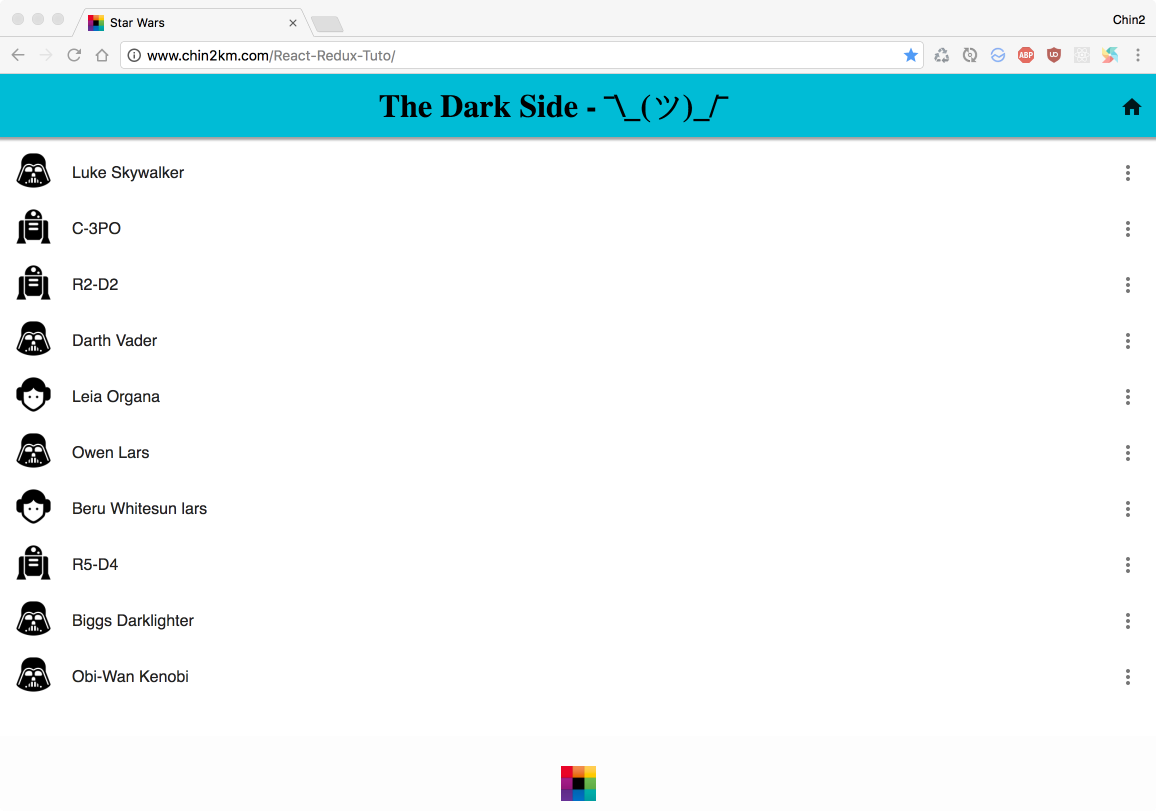 Star Wars
Chin2
www.chin2km.com/React-Redux-Tuto/
ABP
UD
The Dark Side - ¯\_(ツ)_/¯
Luke Skywalker
C-3PO
R2-D2
Darth Vader
Leia Organa
Owen Lars
Beru Whitesun lars
R5-D4
Biggs Darklighter
Obi-Wan Kenobi